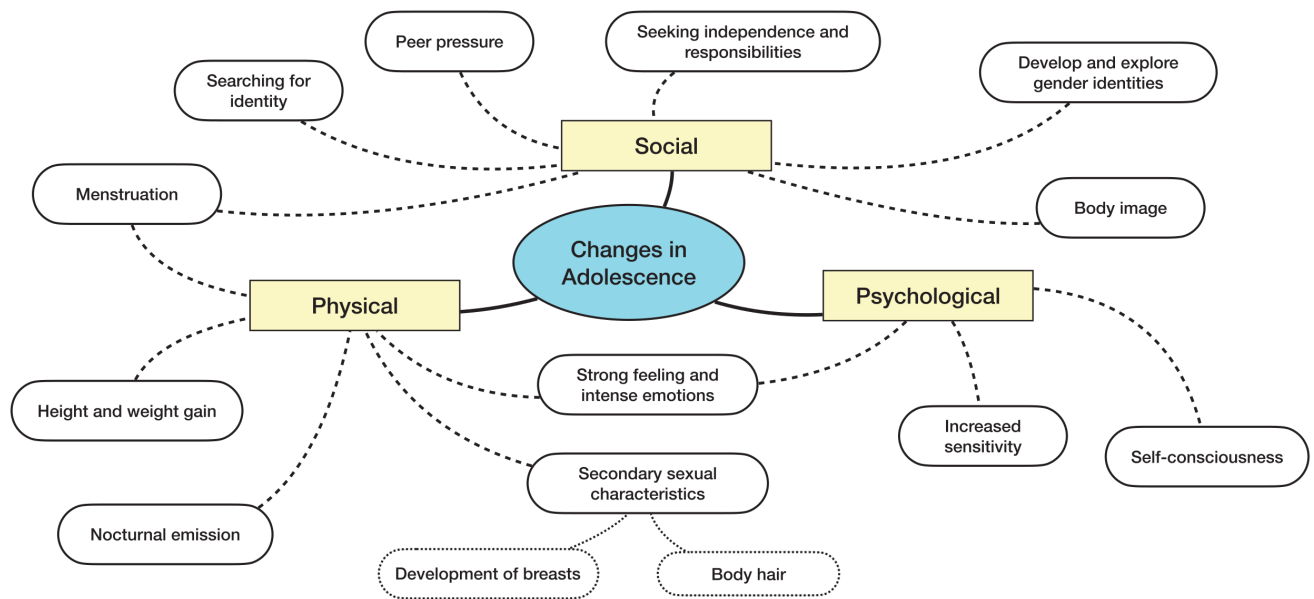 Peer pressure
Seeking independence and
responsibilities
Develop and explore
gender identities
Searching for
identity
Social
Menstruation
Body image
Changes in
Adolescence
Physical
Psychological
Strong feeling and
intense emotions
Height and weight gain
Increased
sensitivity
Self-consciousness
Secondary sexual
characteristics
Nocturnal emission
Development of breasts
Body hair